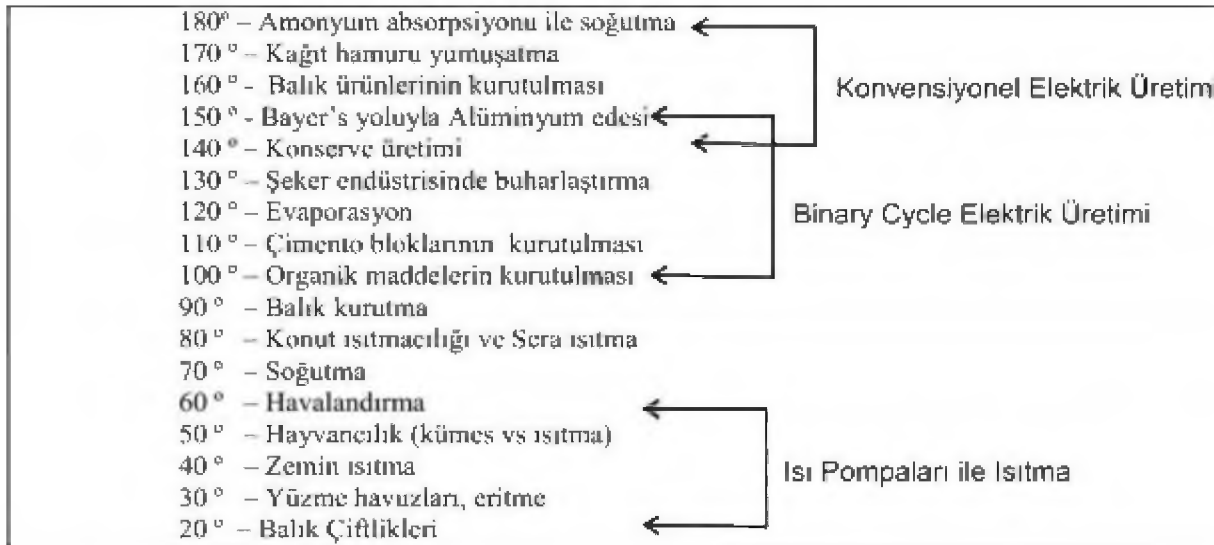 180º – Amonyum absorpsiyonu ile soğutma
170 º – Kağıt hamuru yumuşatma
160 º - Balık ürünlerinin kurutulması
Konvensiyonel Elektrik Üretimi
150 º - Bayer's yoluyla Alüminyum edesi
140 º – Konserve üretimi
130 º – Şeker endüstrisinde buharlaştırma
120 º – Evaporasyon
Binary Cycle Elektrik Üretimi
110 º – Çimento bloklarının kurutulması
100 º – Organik maddelerin kurutulması
90 º – Balık kurutma
80 º – Konut ısıtmacılığı ve Sera ısıtma
70 º – Soğutma
60 º – Havalandırma
50 º – Hayvancılık (kümes vs ısıtma)
40 º – Zemin ısıtma
Isı Pompaları ile Isıtma
30 º – Yüzme havuzları, eritme
20 º – Balık Çiftlikleri